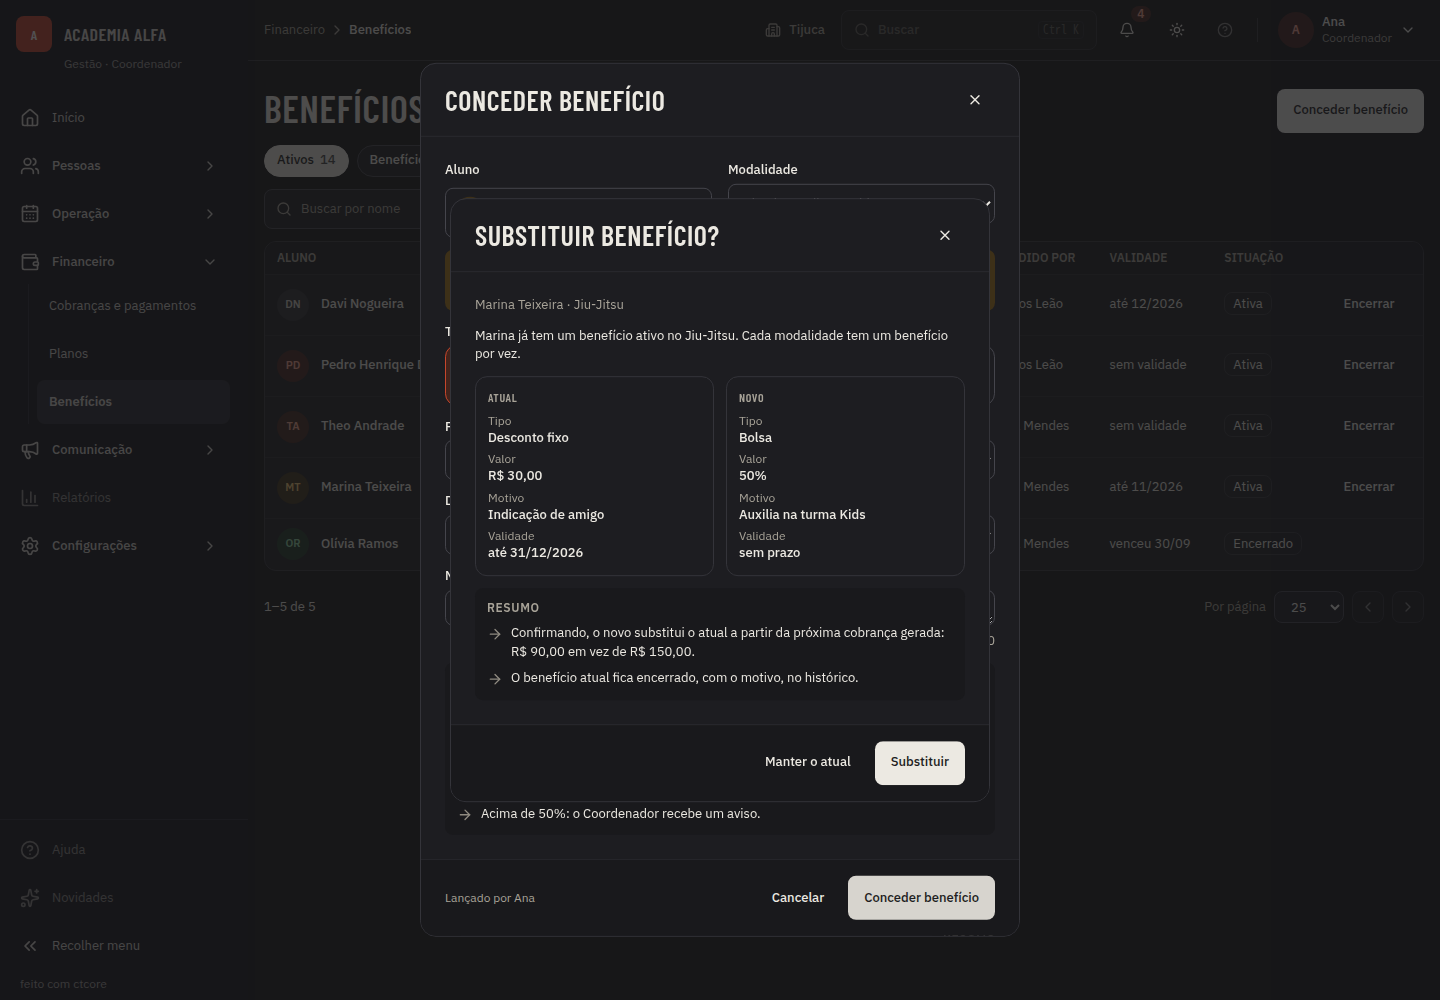 A
ACADEMIA ALFA
Gestão · Coordenador
Início
Pessoas
Operação
Financeiro
Cobranças e pagamentos
Planos
Benefícios
Comunicação
Relatórios
Configurações
Ajuda
Novidades
Recolher menu
feito com ctcore
Financeiro > Benefícios
Tijuca
Buscar
Ctrl K
4
A
Ana
Coordenador
BENEFÍCIOS
Conceder benefício
Ativos 14
Buscar por nome
ALUNO
VALIDADE
SITUAÇÃO
DN Davi Nogueira
até 12/2026
Ativa
Encerrar
PD Pedro Henrique
Leão
sem validade
Ativa
Encerrar
TA Theo Andrade
Mendes
sem validade
Ativa
Encerrar
MT Marina Teixeira
Mendes
até 11/2026
Ativa
Encerrar
OR Olívia Ramos
Mendes
venceu 30/09
Encerrado
1–5 de 5
Por página
25
CONCEDER BENEFÍCIO
Aluno
Modalidade
SUBSTITUIR BENEFÍCIO?
Marina Teixeira · Jiu-Jitsu
Marina já tem um benefício ativo no Jiu-Jitsu. Cada modalidade tem um benefício
por vez.
ATUAL
Tipo
Desconto fixo
Valor
R$ 30,00
Motivo
Indicação de amigo
Validade
até 31/12/2026
NOVO
Tipo
Bolsa
Valor
50%
Motivo
Auxilia na turma Kids
Validade
sem prazo
RESUMO
Confirmando, o novo substitui o atual a partir da próxima cobrança gerada:
R$ 90,00 em vez de R$ 150,00.
O benefício atual fica encerrado, com o motivo, no histórico.
Manter o atual
Substituir
Acima de 50%: o Coordenador recebe um aviso.
Lançado por Ana
Cancelar
Conceder benefício